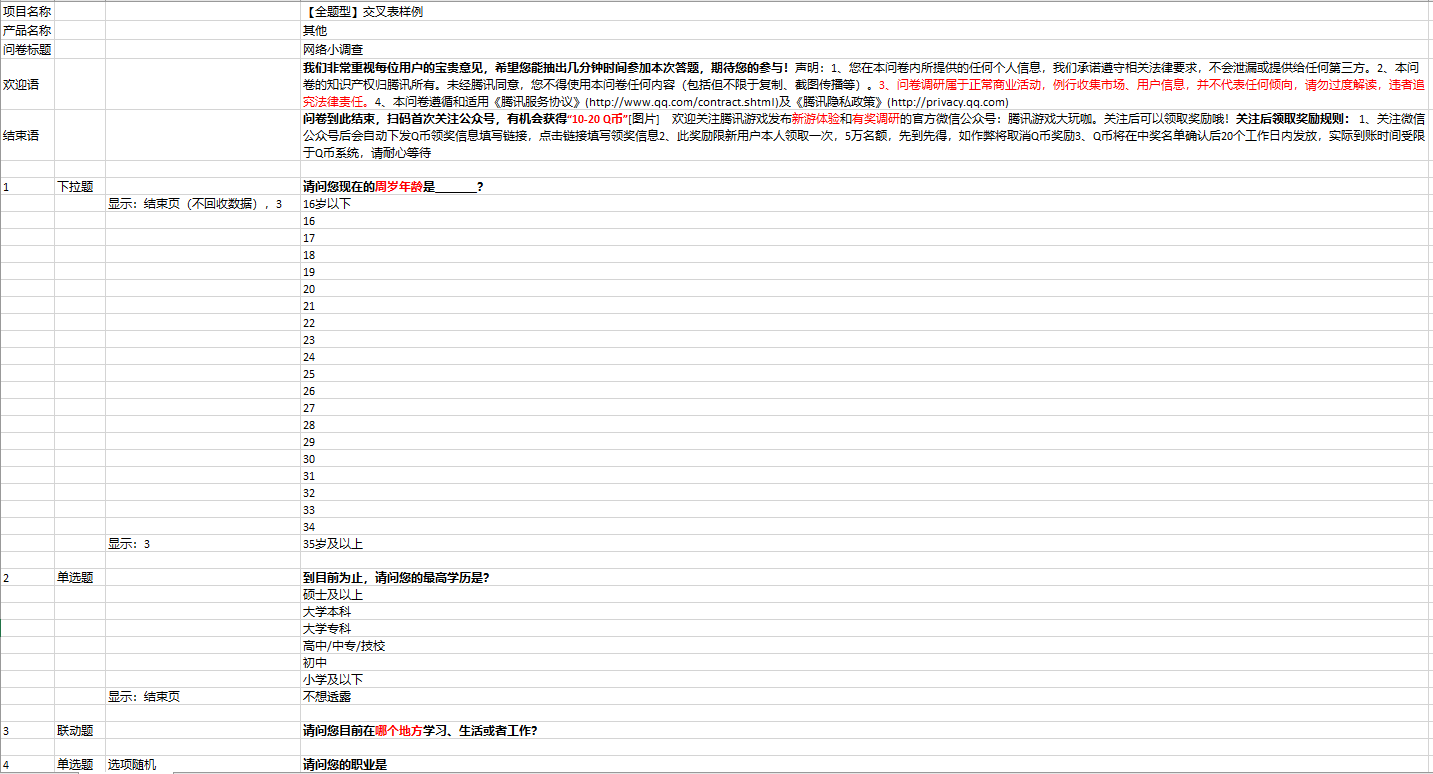 项目名称 【全题型】交叉表样例
产品名称 其他
问卷标题 网络小调查
我们非常重视每位用户的宝贵意见，希望您能抽出几分钟时间参加本次答题，期待您的参与！声明：1、您在本问卷内所提供的任何个人信息，我们承诺遵守相关法律要求，不会泄漏或提供给任何第三方。2、本问
欢迎语 卷的知识产权归腾讯所有。未经腾讯同意，您不得使用本问卷任何内容（包括但不限于复制、截图传播等）。3、问卷调研属于正常商业活动，例行收集市场、用户信息，并不代表任何倾向，请勿过度解读，违者追
究法律责任。4、本问卷遵循和适用《腾讯服务协议》(http://www.qq.com/contract.shtml)及《腾讯隐私政策》(http://privacy.qq.com)
问卷到此结束，扫码首次关注公众号，有机会获得“10-20 Q币”[图片] 欢迎关注腾讯游戏发布新游体验和有奖调研的官方微信公众号：腾讯游戏大玩咖。关注后可以领取奖励哦！关注后领取奖励规则： 1、关注微信
结束语 公众号后会自动下发Q币领奖信息填写链接，点击链接填写领奖信息2、此奖励限新用户本人领取一次，5万名额，先到先得，如作弊将取消Q币奖励3、Q币将在中奖名单确认后20个工作日内发放，实际到账时间受限
于Q币系统，请耐心等待
1 下拉题 请问您现在的周岁年龄是_______?
显示：结束页（不回收数据），3 16岁以下
16
17
18
19
20
21
22
23
24
25
26
27
28
29
30
31
32
33
34
显示：3 35岁及以上
2 单选题 到目前为止，请问您的最高学历是?
硕士及以上
大学本科
大学专科
高中/中专/技校
初中
小学及以下
显示：结束页 不想透露
3 联动题 请问您目前在哪个地方学习、生活或者工作?
4 单选题 选项随机 请问您的职业是